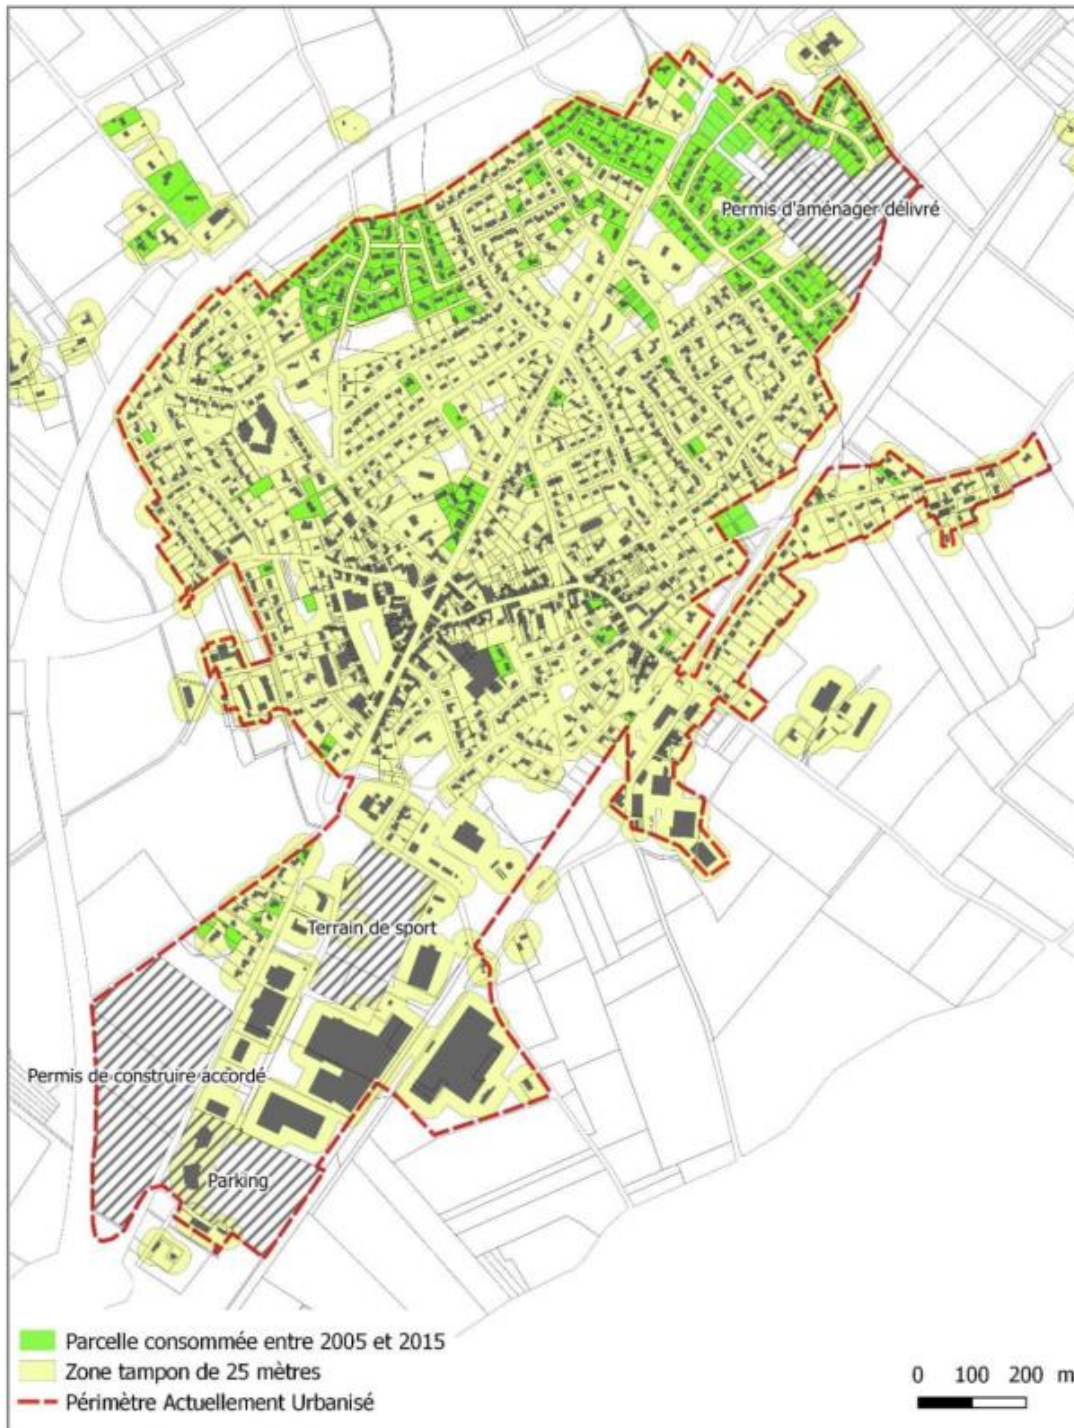 Permis d'aménager délivré
Terrain de sport
Permis de construire accordé
Parking
Parcelle consommée entre 2005 et 2015
Zone tampon de 25 mètres
Périmètre Actuellement Urbanisé
0 100 200 m